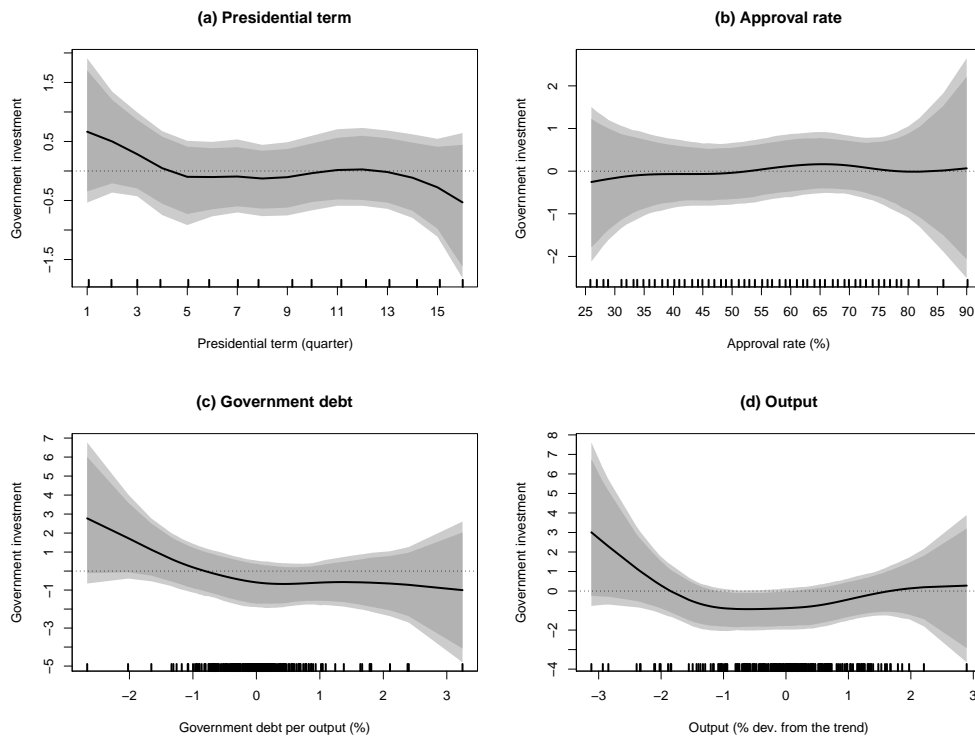 (a) Presidential term
Government investment
1.5
0.5
−0.5
−1.5
1 3 5 7 9 11 13 15
Presidential term (quarter)
(b) Approval rate
Government investment
2
1
0
−1
−2
25 30 35 40 45 50 55 60 65 70 75 80 85 90
Approval rate (%)
(c) Government debt
Government investment
7
6
5
4
3
2
1
−1
−3
−5
−2 −1 0 1 2 3
Government debt per output (%)
(d) Output
Government investment
8
7
6
5
4
3
2
1
0
−2
−4
−3 −2 −1 0 1 2 3
Output (% dev. from the trend)